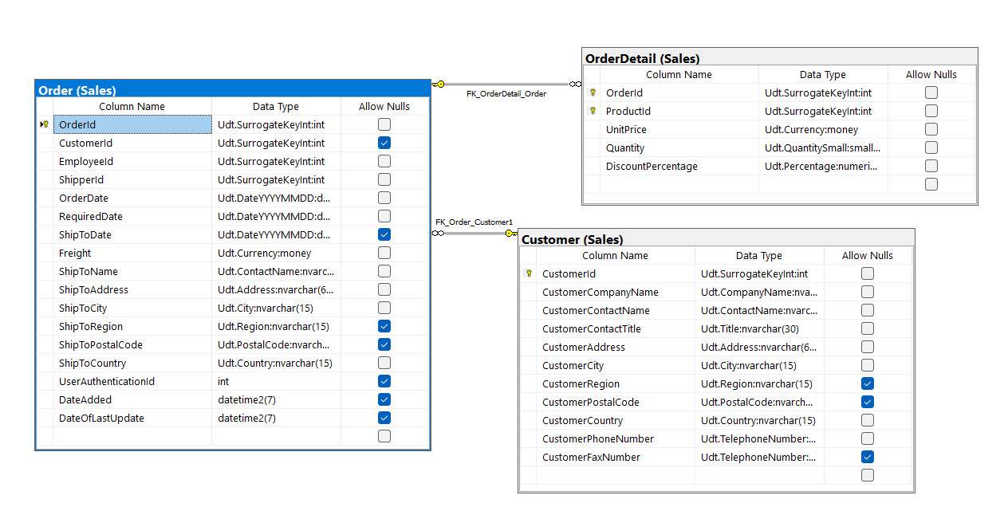 Order (Sales)
Column Name Data Type Allow Nulls
OrderId Udt.SurrogateKeyInt:int
CustomerId Udt.SurrogateKeyInt:int
EmployeeId Udt.SurrogateKeyInt:int
ShipperId Udt.SurrogateKeyInt:int
OrderDate Udt.DateYYYYMMDD:d...
RequiredDate Udt.DateYYYYMMDD:d...
ShipToDate Udt.DateYYYYMMDD:d...
Freight Udt.Currency:money
ShipToName Udt.ContactName:nvarc...
ShipToAddress Udt.Address:nvarchar(6...
ShipToCity Udt.City:nvarchar(15)
ShipToRegion Udt.Region:nvarchar(15)
ShipToPostalCode Udt.PostalCode:nvarch...
ShipToCountry Udt.Country:nvarchar(15)
UserAuthenticationId int
DateAdded datetime2(7)
DateOfLastUpdate datetime2(7)
FK_OrderDetail_Order
OrderDetail (Sales)
Column Name Data Type Allow Nulls
OrderId Udt.SurrogateKeyInt:int
ProductId Udt.SurrogateKeyInt:int
UnitPrice Udt.Currency:money
Quantity Udt.QuantitySmall:small...
DiscountPercentage Udt.Percentage:numeri...
FK_Order_Customer1
Customer (Sales)
Column Name Data Type Allow Nulls
CustomerId Udt.SurrogateKeyInt:int
CustomerCompanyName Udt.CompanyName:nva...
CustomerContactName Udt.ContactName:nvarc...
CustomerContactTitle Udt.Title:nvarchar(30)
CustomerAddress Udt.Address:nvarchar(6...
CustomerCity Udt.City:nvarchar(15)
CustomerRegion Udt.Region:nvarchar(15)
CustomerPostalCode Udt.PostalCode:nvarch...
CustomerCountry Udt.Country:nvarchar(15)
CustomerPhoneNumber Udt.TelephoneNumber:...
CustomerFaxNumber Udt.TelephoneNumber:...